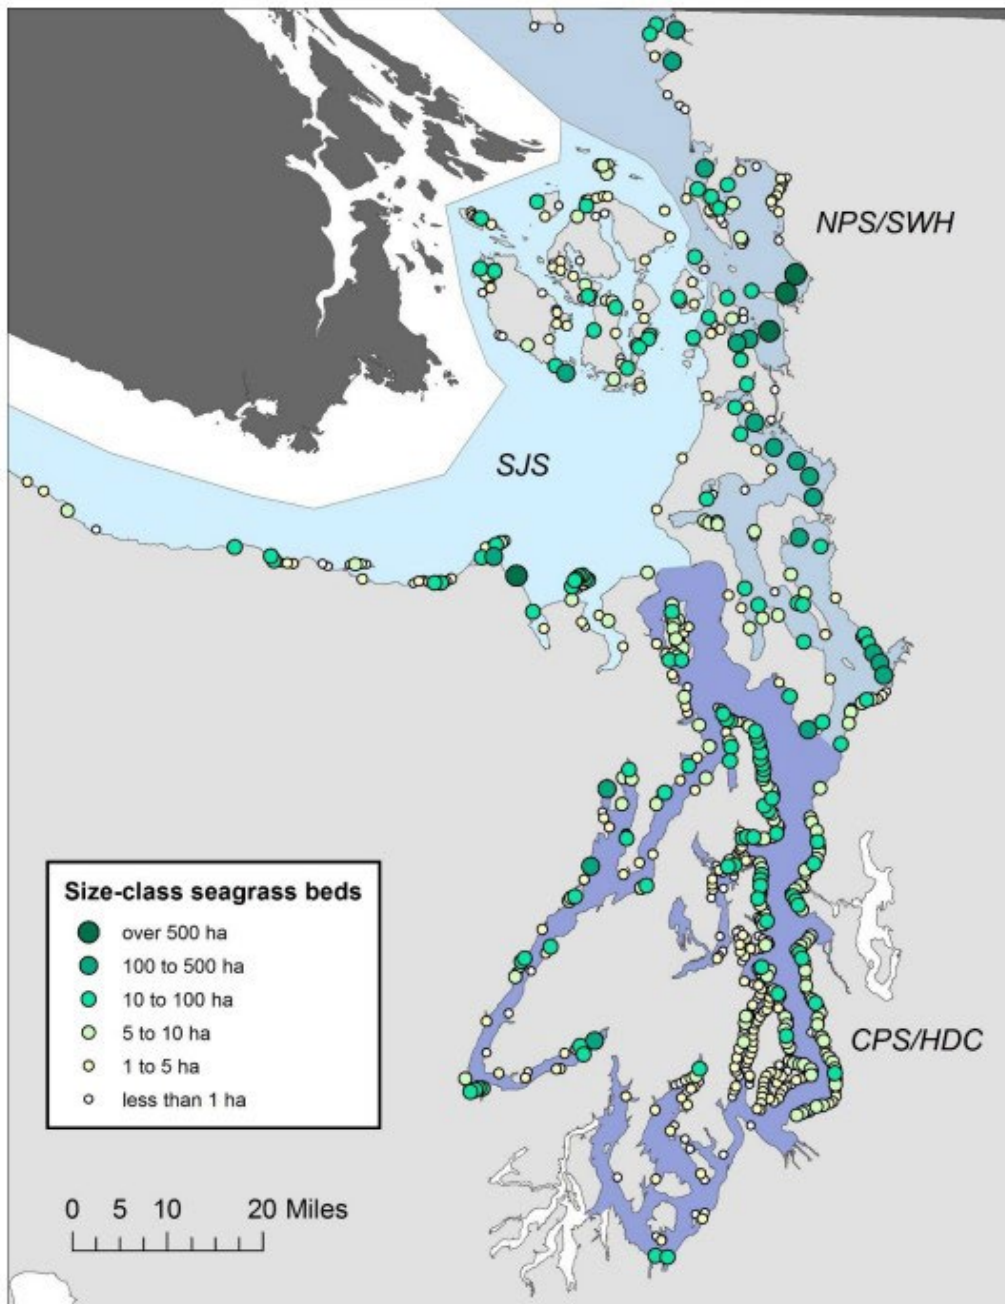 NPS/SWH
SJS
CPS/HDC
Size-class seagrass beds
over 500 ha
100 to 500 ha
10 to 100 ha
5 to 10 ha
1 to 5 ha
less than 1 ha
0 5 10 20 Miles